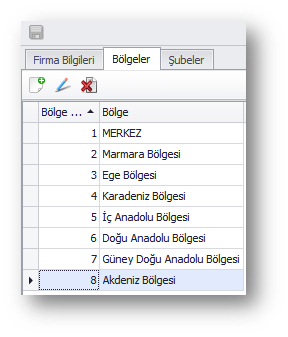 Firma Bilgileri Bölgeler Şubeler
Bölge ... Bölge
1 MERKEZ
2 Marmara Bölgesi
3 Ege Bölgesi
4 Karadeniz Bölgesi
5 İç Anadolu Bölgesi
6 Doğu Anadolu Bölgesi
7 Güney Doğu Anadolu Bölgesi
8 Akdeniz Bölgesi